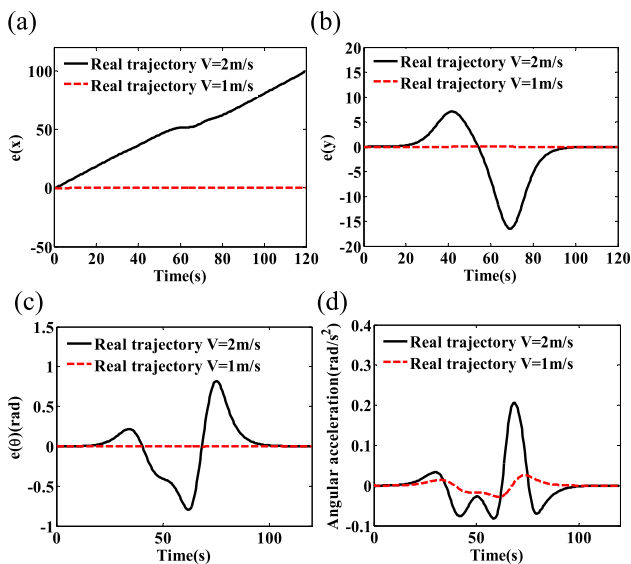 (a)
100
50
0
-50
0 20 40 60 80 100 120
e(x)
Time(s)
Real trajectory V=2m/s
Real trajectory V=1m/s
(b)
20
15
10
5
0
-5
-10
-15
-20
0 20 40 60 80 100 120
e(y)
Time(s)
Real trajectory V=2m/s
Real trajectory V=1m/s
(c)
1.5
1
0.5
0
-0.5
-1
0 50 100
e(θ)(rad)
Time(s)
Real trajectory V=2m/s
Real trajectory V=1m/s
(d)
0.4
0.3
0.2
0.1
0
-0.1
0 50 100
Angular acceleration(rad/s²)
Time(s)
Real trajectory V=2m/s
Real trajectory V=1m/s